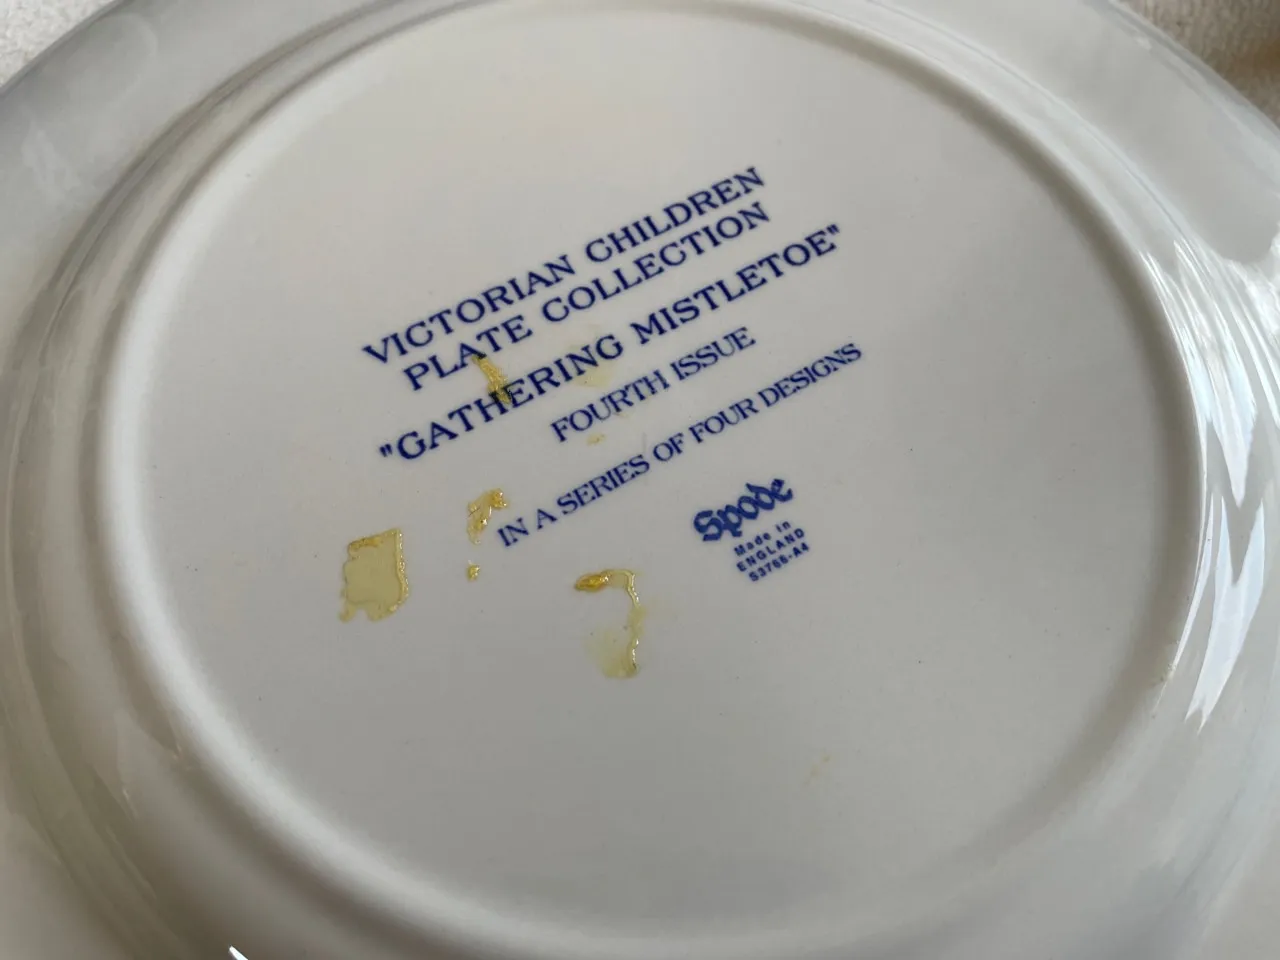 VICTORIAN CHILDREN
PLATE COLLECTION
"GATHERING MISTLETOE"
FOURTH ISSUE
IN A SERIES OF FOUR DESIGNS
Spode
Made in
ENGLAND
S3766-A4